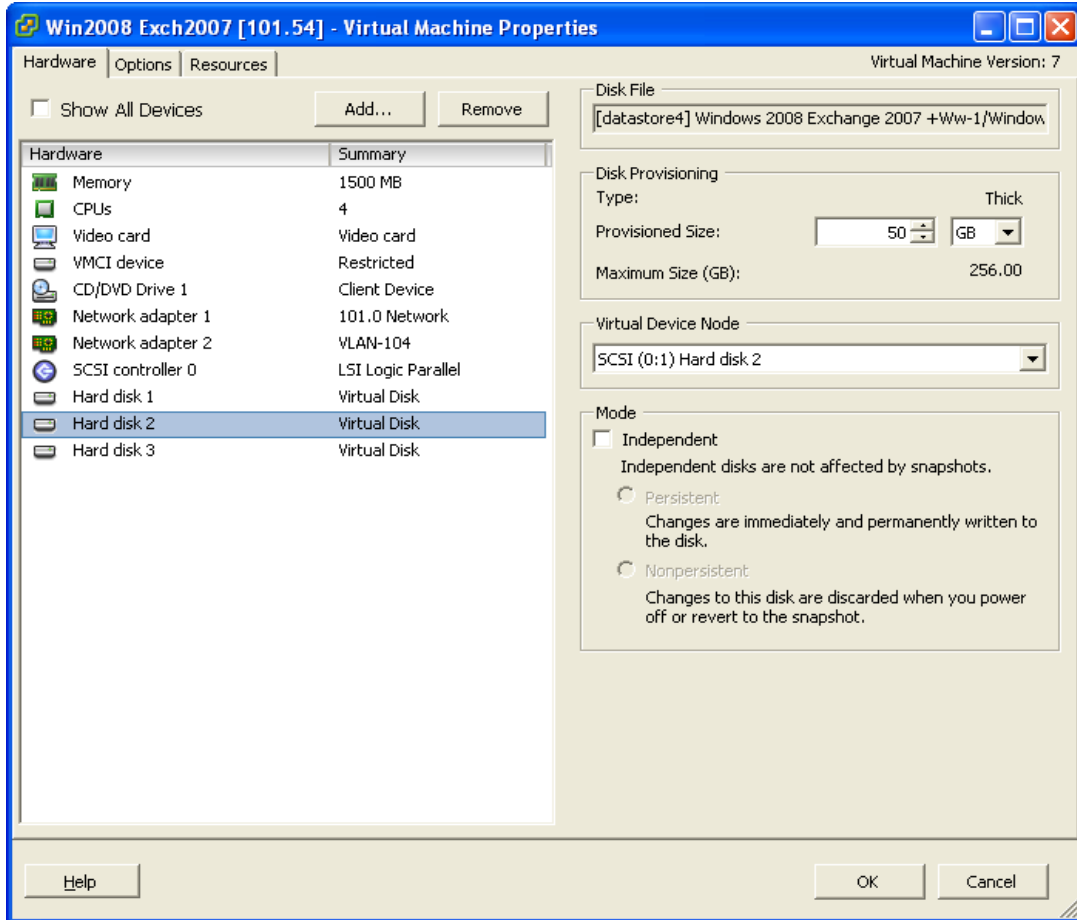 Win2008 Exch2007 [101.54] - Virtual Machine Properties
Hardware Options Resources Virtual Machine Version: 7
Show All Devices Add... Remove
Hardware Summary
Memory 1500 MB
CPUs 4
Video card Video card
VMCI device Restricted
CD/DVD Drive 1 Client Device
Network adapter 1 101.0 Network
Network adapter 2 VLAN-104
SCSI controller 0 LSI Logic Parallel
Hard disk 1 Virtual Disk
Hard disk 2 Virtual Disk
Hard disk 3 Virtual Disk
Disk File
[datastore4] Windows 2008 Exchange 2007 +Ww-1/Window
Disk Provisioning
Type: Thick
Provisioned Size: 50 GB
Maximum Size (GB): 256.00
Virtual Device Node
SCSI (0:1) Hard disk 2
Mode
Independent
Independent disks are not affected by snapshots.
Persistent
Changes are immediately and permanently written to
the disk.
Nonpersistent
Changes to this disk are discarded when you power
off or revert to the snapshot.
Help OK Cancel